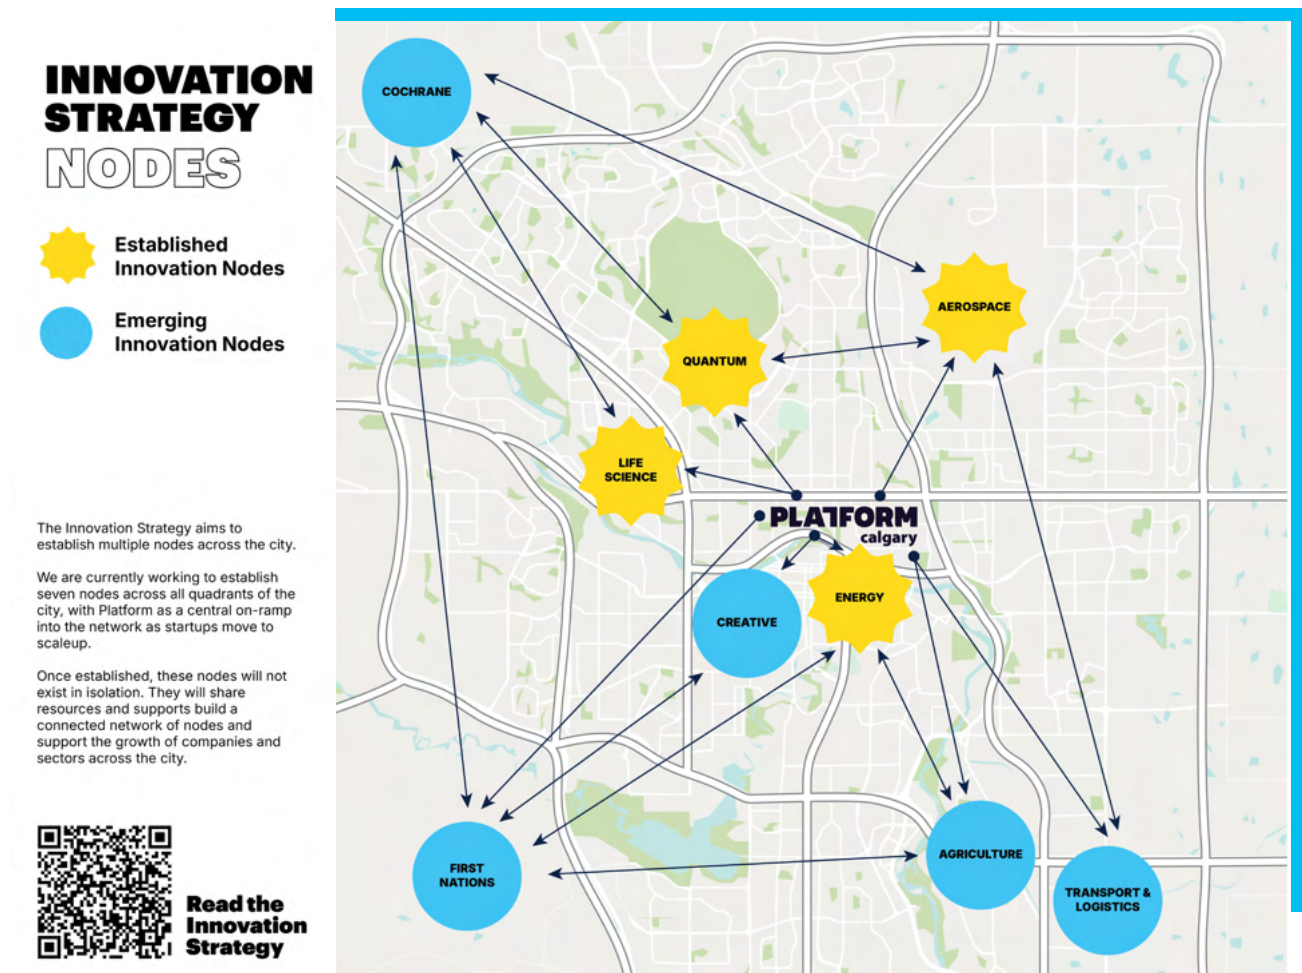 INNOVATION
STRATEGY
NODES
Established
Innovation Nodes
Emerging
Innovation Nodes
The Innovation Strategy aims to
establish multiple nodes across the city.
We are currently working to establish
seven nodes across all quadrants of the
city, with Platform as a central on-ramp
into the network as startups move to
scaleup.
Once established, these nodes will not
exist in isolation. They will share
resources and supports build a
connected network of nodes and
support the growth of companies and
sectors across the city.
Read the
Innovation
Strategy
COCHRANE
AEROSPACE
QUANTUM
LIFE
SCIENCE
PLATFORM
calgary
ENERGY
CREATIVE
FIRST
NATIONS
AGRICULTURE
TRANSPORT &
LOGISTICS